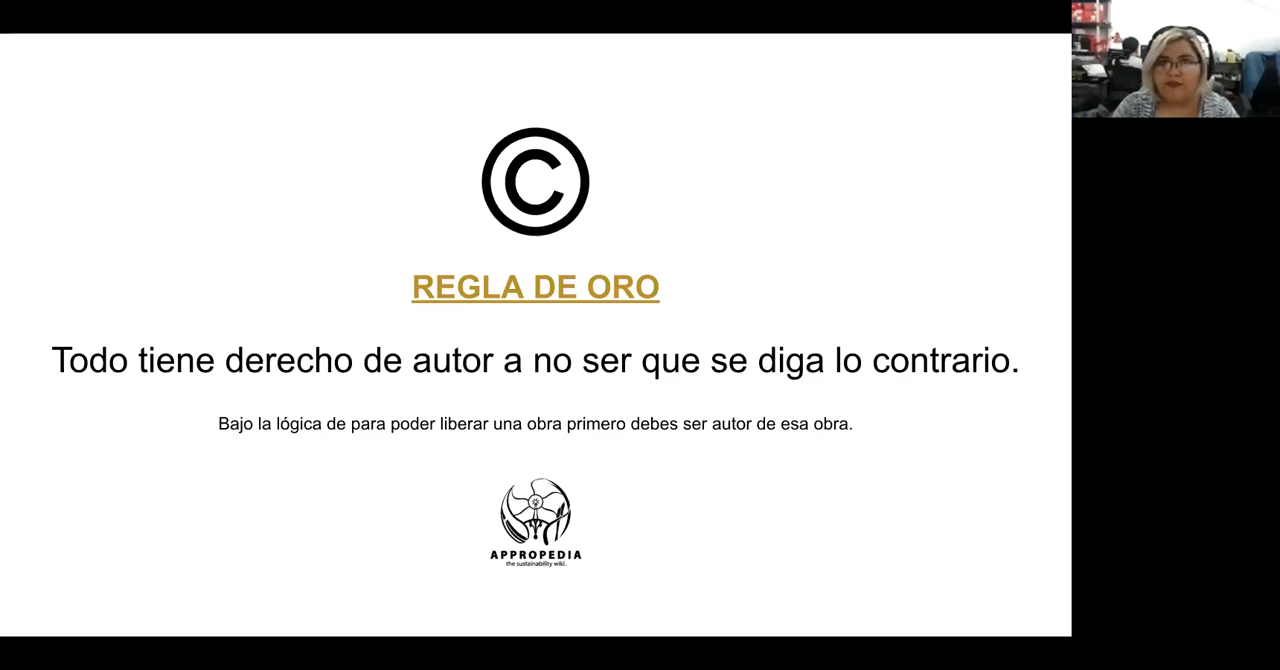 ©
REGLA DE ORO
Todo tiene derecho de autor a no ser que se diga lo contrario.
Bajo la lógica de para poder liberar una obra primero debes ser autor de esa obra.
APPROPEDIA
the sustainability wiki.